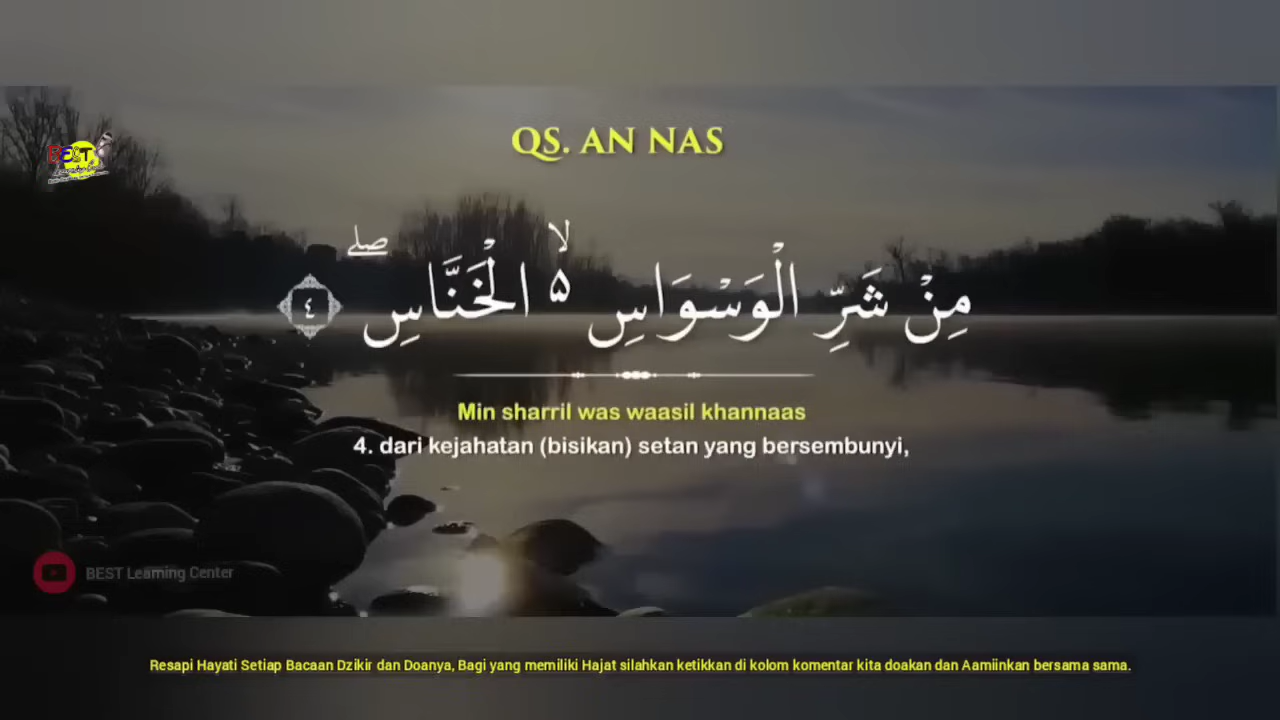 QS. AN NAS
BEST
مِنْ شَرِّ الْوَسْوَاسِ ۙ۵ الْخَنَّاسِ ۖ ٤
Min sharril was waasil khannaas
4. dari kejahatan (bisikan) setan yang bersembunyi,
BEST Learning Center
Resapi Hayati Setiap Bacaan Dzikir dan Doanya, Bagi yang memiliki Hajat silahkan ketikkan di kolom komentar kita doakan dan Aamiinkan bersama sama.